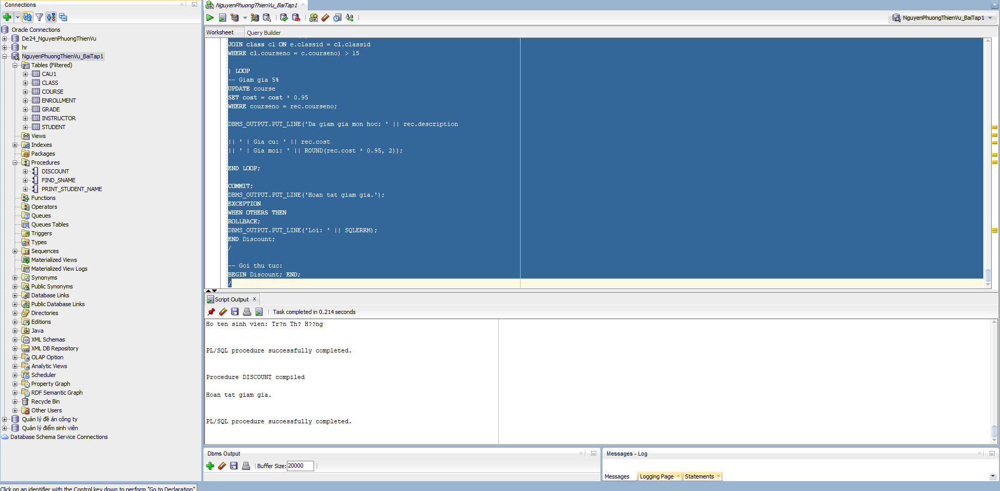 Connections
Oracle Connections
De24_NguyenPhuongThienVu
hr
NguyenPhuongThienVu_BaiTap1
Tables (Filtered)
CAU1
CLASS
COURSE
ENROLLMENT
GRADE
INSTRUCTOR
STUDENT
Views
Indexes
Packages
Procedures
DISCOUNT
FIND_SNAME
PRINT_STUDENT_NAME
Functions
Operators
Queues
Queues Tables
Triggers
Types
Sequences
Materialized Views
Materialized View Logs
Synonyms
Public Synonyms
Database Links
Public Database Links
Directories
Editions
Java
XML Schemas
XML DB Repository
OLAP Option
Analytic Views
Scheduler
Property Graph
RDF Semantic Graph
Recycle Bin
Other Users
Quản lý đề án công ty
Quản lý điểm sinh viên
Database Schema Service Connections
NguyenPhuongThienVu_BaiTap1
NguyenPhuongThienVu_BaiTap1
Worksheet Query Builder
JOIN class cl ON e.classid = cl.classid
WHERE cl.courseno = c.courseno) > 15
) LOOP
-- Giam gia 5%
UPDATE course
SET cost = cost * 0.95
WHERE courseno = rec.courseno;
DBMS_OUTPUT.PUT_LINE('Da giam gia mon hoc: ' || rec.description
|| ' | Gia cu: ' || rec.cost
|| ' | Gia moi: ' || ROUND(rec.cost * 0.95, 2));
END LOOP;
COMMIT;
DBMS_OUTPUT.PUT_LINE('Hoan tat giam gia.');
EXCEPTION
WHEN OTHERS THEN
ROLLBACK;
DBMS_OUTPUT.PUT_LINE('Loi: ' || SQLERRM);
END Discount;
/
-- Goi thu tuc:
BEGIN Discount; END;
/
Script Output
Task completed in 0.214 seconds
Ho ten sinh vien: Tr?n Th? H??ng
PL/SQL procedure successfully completed.
Procedure DISCOUNT compiled
Hoan tat giam gia.
PL/SQL procedure successfully completed.
Dbms Output
Buffer Size: 20000
Messages - Log
Messages Logging Page Statements
Click on an identifier with the Control key down to perform "Go to Declaration"